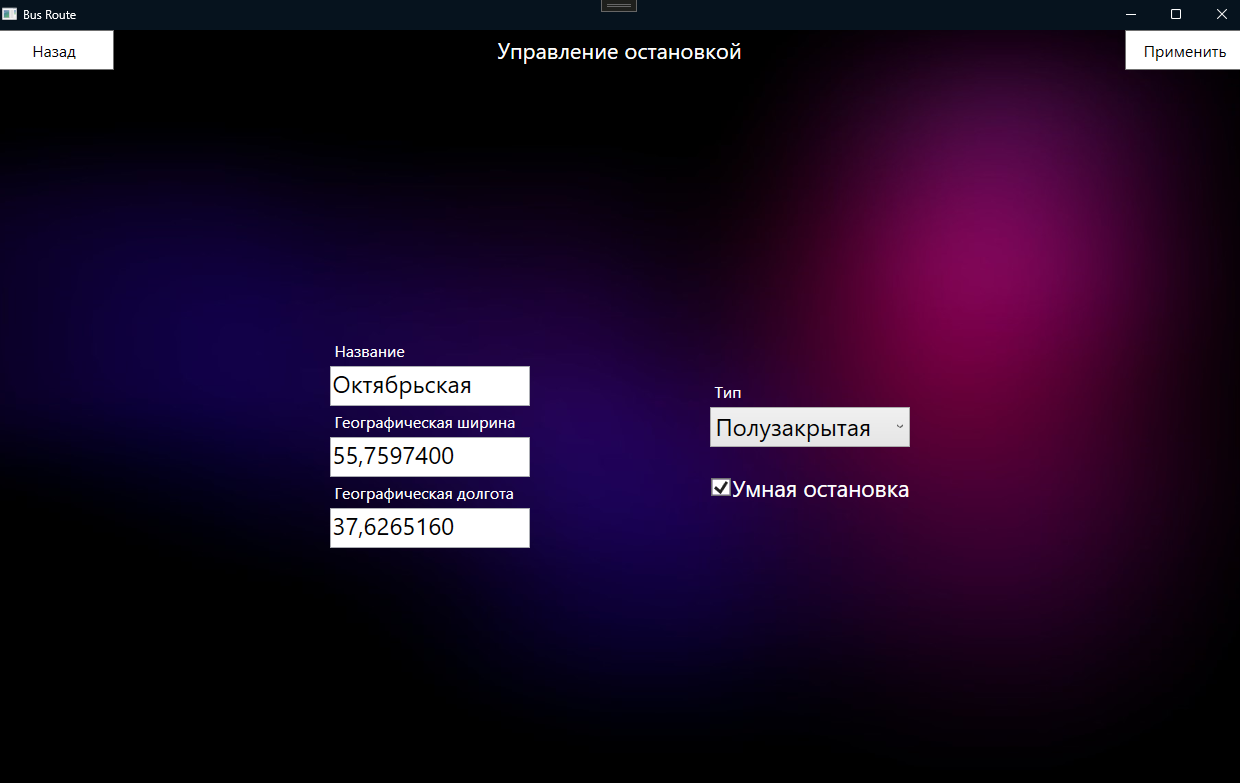 Bus Route
Назад
Управление остановкой
Применить
Название
Октябрьская
Географическая ширина
55,7597400
Географическая долгота
37,6265160
Тип
Полузакрытая
Умная остановка